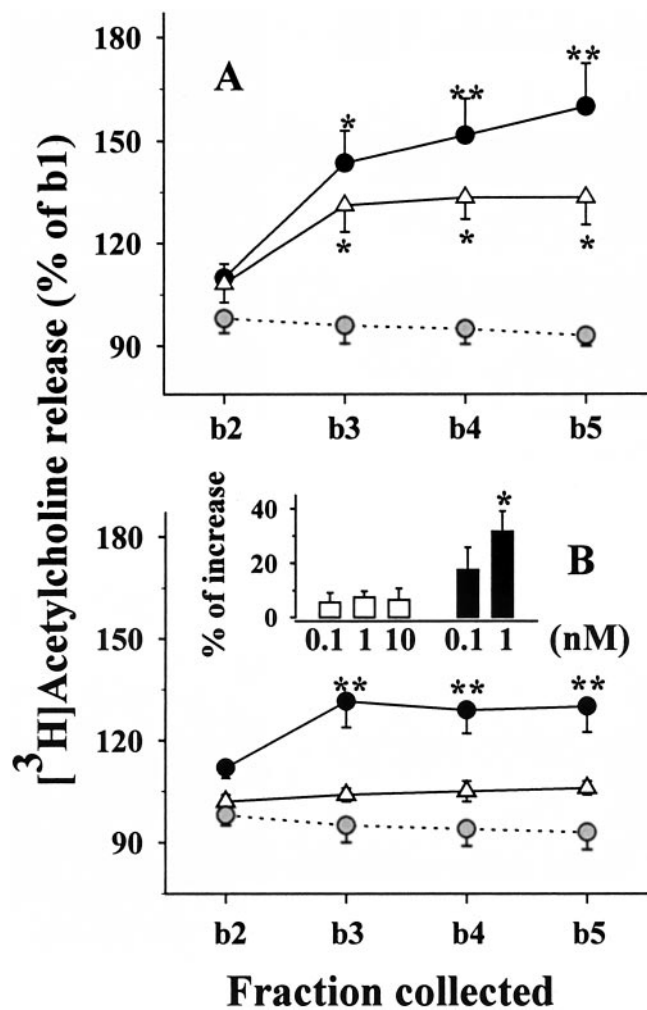 180
A
**
**
*
150
120
*
*
*
90
b2 b3 b4 b5
[³H]Acetylcholine release (% of b1)
180
% of increase
40
20
0
*
B
0.1 1 10 0.1 1 (nM)
150
** ** **
120
90
b2 b3 b4 b5
Fraction collected